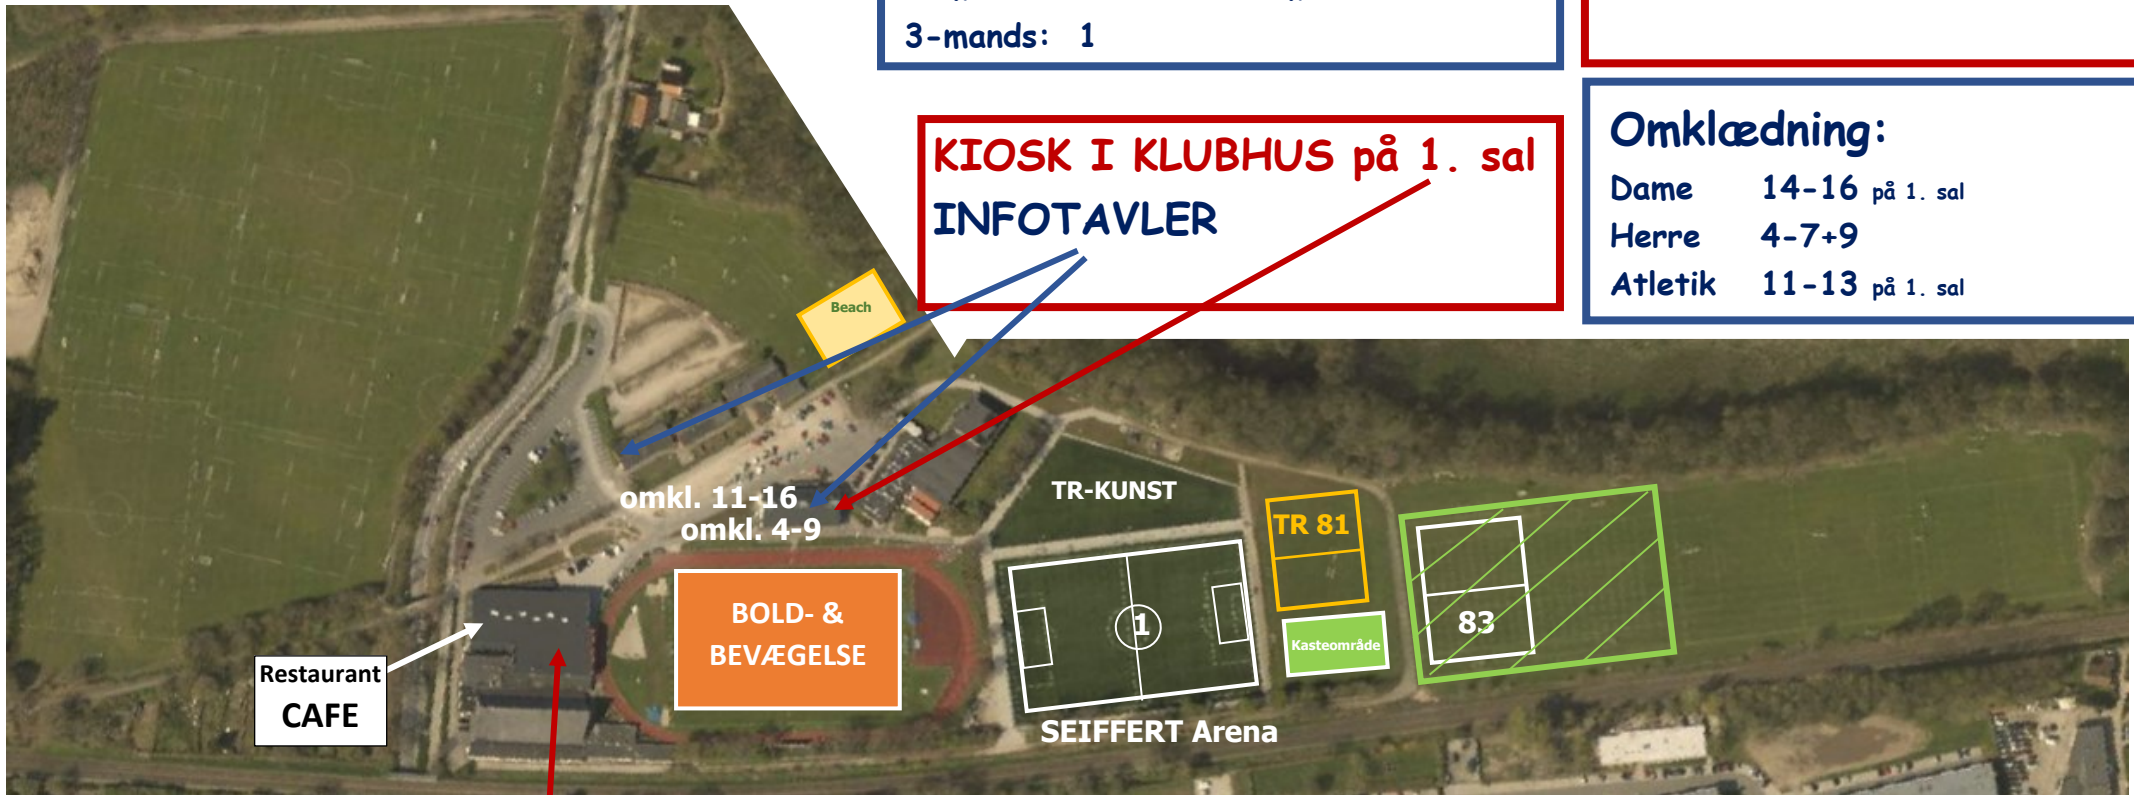 3-mands: 1
KIOSK I KLUBHUS på 1. sal
INFOTAVLER
Omklædning:
Dame 14-16 på 1. sal
Herre 4-7+9
Atletik 11-13 på 1. sal
Beach
omkl. 11-16
omkl. 4-9
TR-KUNST
TR 81
BOLD- &
BEVÆGELSE
1
83
Kasteområde
Restaurant
CAFE
SEIFFERT Arena